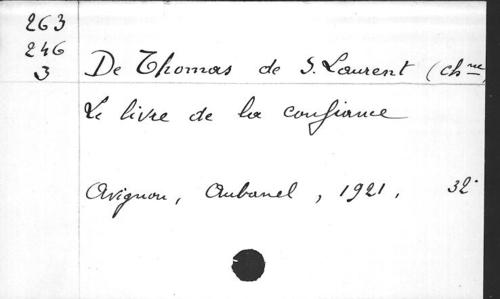 263
246
3
De Thomas de S. Laurent (Chne
Le livre de la confiance
Avignon, Aubanel, 1921, 32°